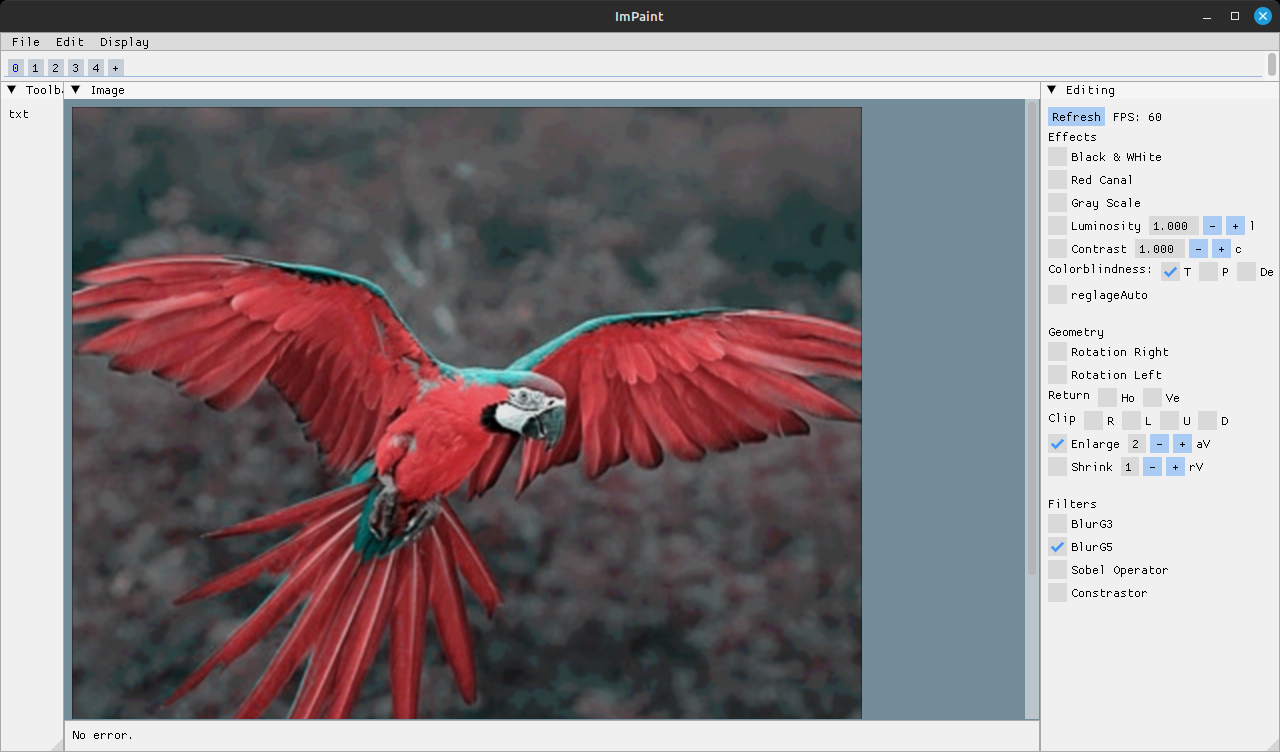 ImPaint
File Edit Display
0 1 2 3 4 +
Toolba
txt
Image
No error.
Editing
Refresh FPS: 60
Effects
Black & WHite
Red Canal
Gray Scale
Luminosity 1.000 - + l
Contrast 1.000 - + c
Colorblindness: T P De
reglageAuto
Geometry
Rotation Right
Rotation Left
Return Ho Ve
Clip R L U D
Enlarge 2 - + aV
Shrink 1 - + rV
Filters
BlurG3
BlurG5
Sobel Operator
Constrastor